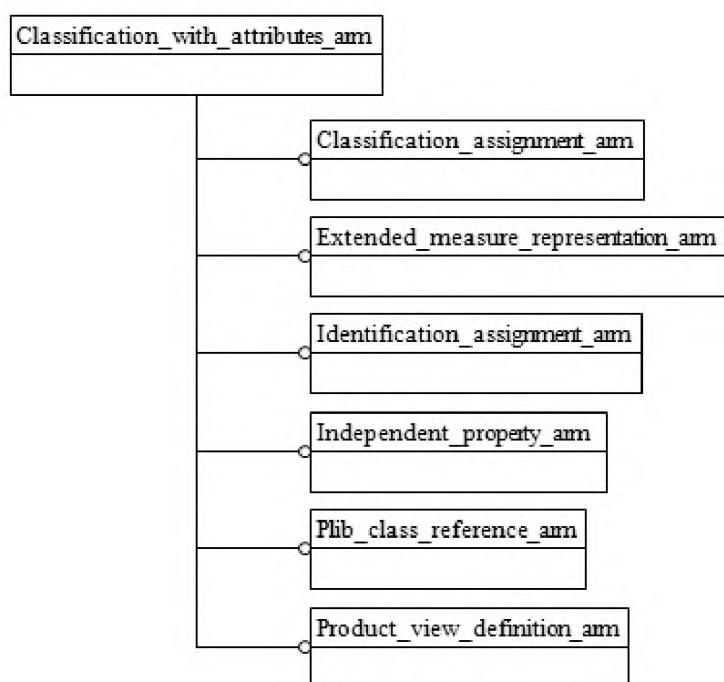 Classification_with_attributes_arm
Classification_assignment_arm
Extended_measure_representation_arm
Identification_assignment_arm
Independent_property_arm
Plib_class_reference_arm
Product_view_definition_arm